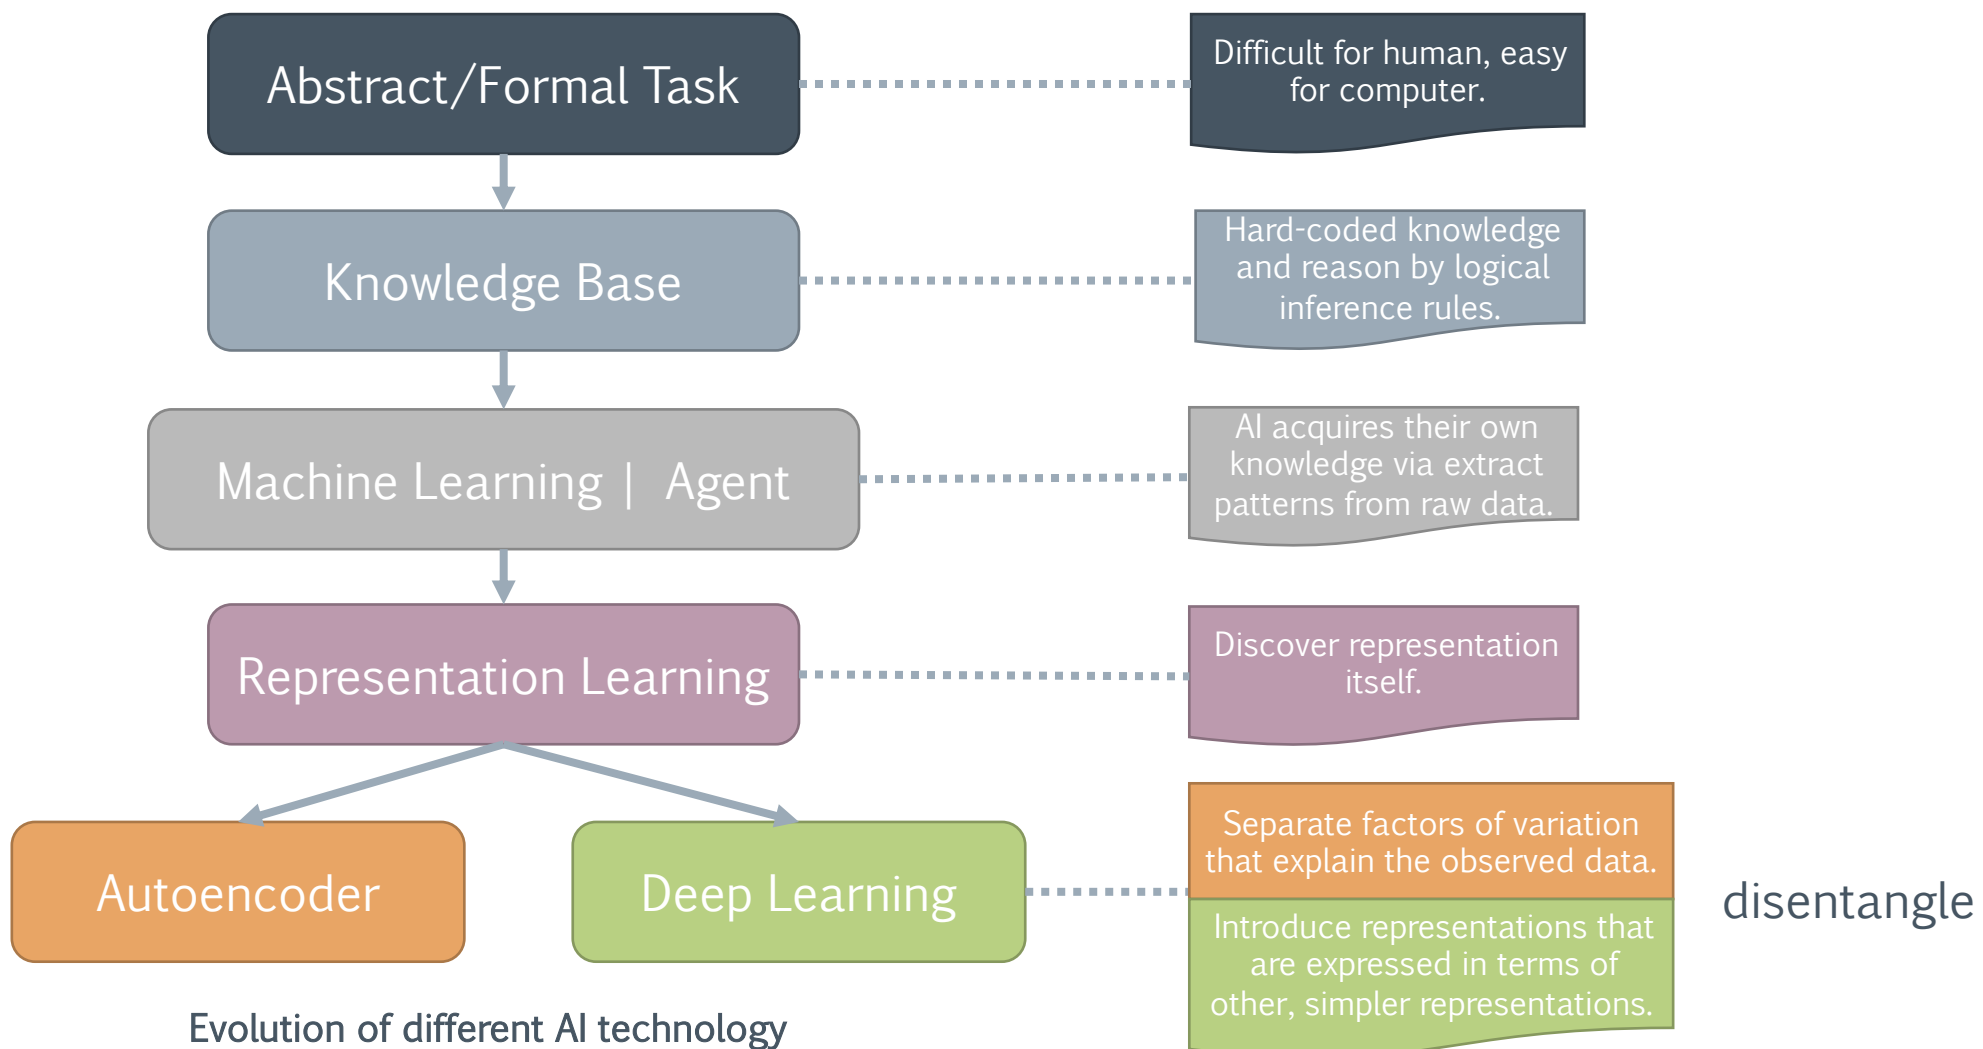 Abstract/Formal Task
Difficult for human, easy
for computer.
Knowledge Base
Hard-coded knowledge
and reason by logical
inference rules.
Machine Learning | Agent
AI acquires their own
knowledge via extract
patterns from raw data.
Representation Learning
Discover representation
itself.
Autoencoder
Deep Learning
Separate factors of variation
that explain the observed data.
Introduce representations that
are expressed in terms of
other, simpler representations.
disentangle
Evolution of different AI technology